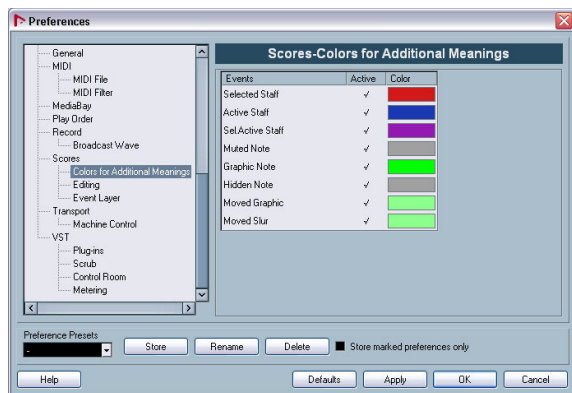 Preferences
General
MIDI
MIDI File
MIDI Filter
MediaBay
Play Order
Record
Broadcast Wave
Scores
Colors for Additional Meanings
Editing
Event Layer
Transport
Machine Control
VST
Plug-ins
Scrub
Control Room
Metering
Scores-Colors for Additional Meanings
Events Active Color
Selected Staff
Active Staff
Sel.Active Staff
Muted Note
Graphic Note
Hidden Note
Moved Graphic
Moved Slur
Preference Presets
- Store Rename Delete Store marked preferences only
Help Defaults Apply OK Cancel